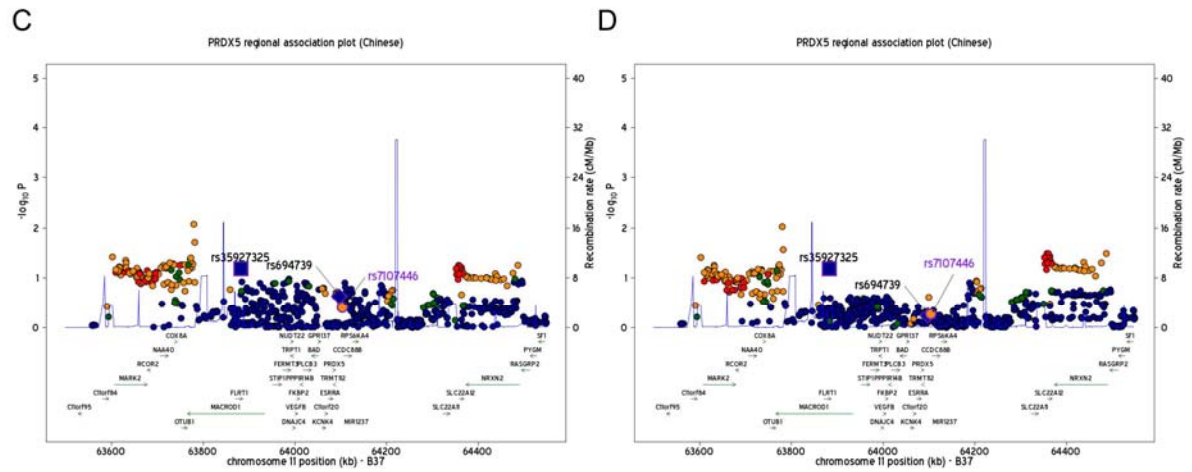 C
PRDX5 regional association plot (Chinese)
5
4
3
2
1
0
-log10 P
40
32
24
16
8
0
Recombination rate (cM/Mb)
rs35927325
rs694739
rs7107446
COX8A
NUDT22 GPR137 RPS6KA4
SF1
NAA40
TRPT1 BAD CCDC88B
PYGM
RCOR2
FERMT3 PLCB3 PRDX5
RASGRP2
MARK2
STIP1 PPP1R14B TRMT112
NRXN2
C11orf84
FLRT1
FKBP2 ESRRA
SLC22A12
C11orf95
MACROD1
VEGFB C11orf20
SLC22A11
OTUB1
DNAJC4 KCNK4 MIR1237
63600 63800 64000 64200 64400
chromosome 11 position (kb) - B37
D
PRDX5 regional association plot (Chinese)
5
4
3
2
1
0
-log10 P
40
32
24
16
8
0
Recombination rate (cM/Mb)
rs35927325
rs694739
rs7107446
COX8A
NUDT22 GPR137 RPS6KA4
SF1
NAA40
TRPT1 BAD CCDC88B
PYGM
RCOR2
FERMT3 PLCB3 PRDX5
RASGRP2
MARK2
STIP1 PPP1R14B TRMT112
NRXN2
C11orf84
FLRT1
FKBP2 ESRRA
SLC22A12
C11orf95
MACROD1
VEGFB C11orf20
SLC22A11
OTUB1
DNAJC4 KCNK4 MIR1237
63600 63800 64000 64200 64400
chromosome 11 position (kb) - B37